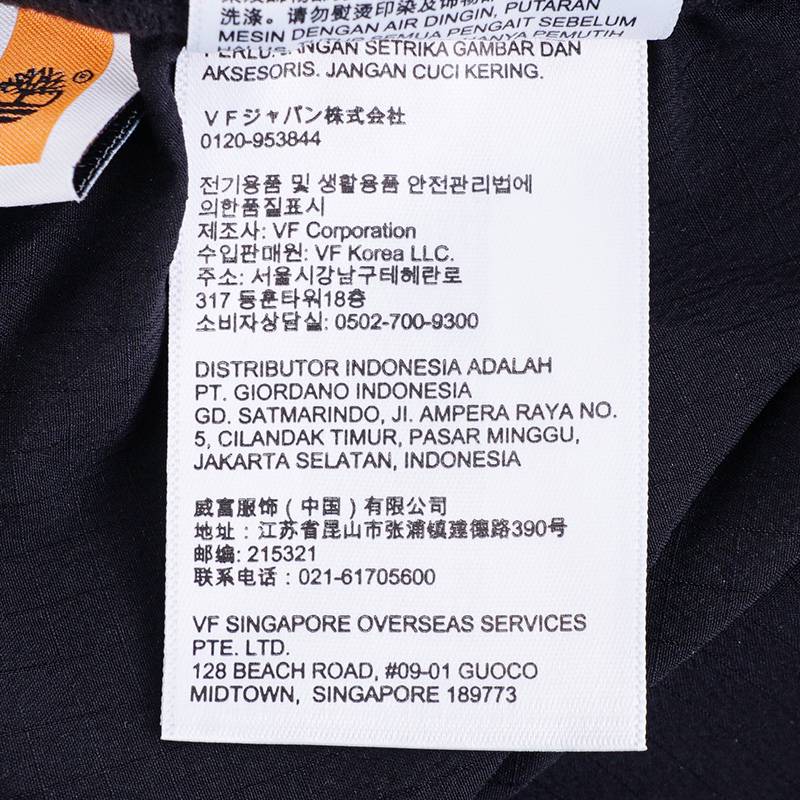 洗涤。请勿熨烫印染及饰物部
MESIN DENGAN AIR DINGIN, PUTARAN
SEMUA PENGAIT SEBELUM
PEMUTIH
SETRIKA GAMBAR DAN
AKSESORIS. JANGAN CUCI KERING.
VFジャパン株式会社
0120-953844
전기용품 및 생활용품 안전관리법에
의한품질표시
제조사: VF Corporation
수입판매원: VF Korea LLC.
주소: 서울시강남구테헤란로
317 동훈타워18층
소비자상담실: 0502-700-9300
DISTRIBUTOR INDONESIA ADALAH
PT. GIORDANO INDONESIA
GD. SATMARINDO, JI. AMPERA RAYA NO.
5, CILANDAK TIMUR, PASAR MINGGU,
JAKARTA SELATAN, INDONESIA
威富服饰（中国）有限公司
地址：江苏省昆山市张浦镇建德路390号
邮编: 215321
联系电话：021-61705600
VF SINGAPORE OVERSEAS SERVICES
PTE. LTD.
128 BEACH ROAD, #09-01 GUOCO
MIDTOWN, SINGAPORE 189773